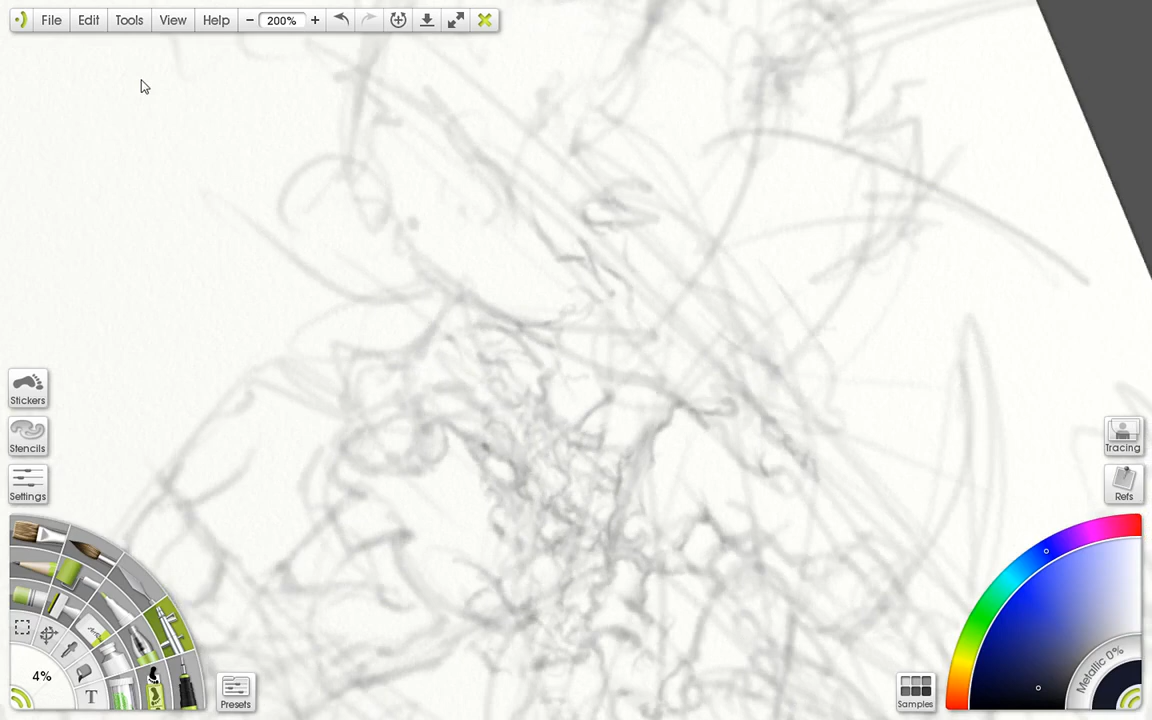 File Edit Tools View Help 200%
Stickers
Stencils
Settings
4%
T
Presets
Tracing
Refs
Metallic 0%
Samples